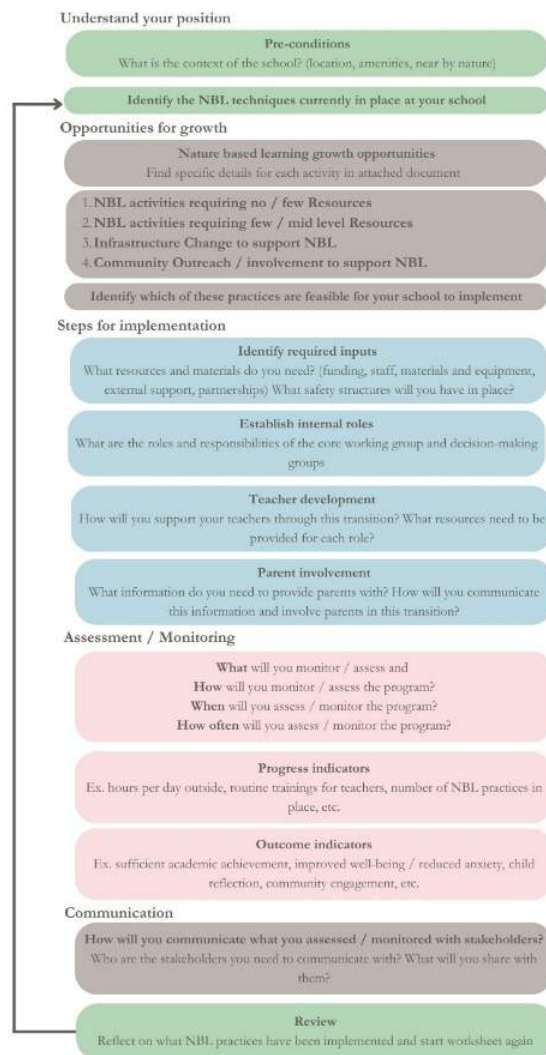 Understand your position
Pre-conditions
What is the context of the school? (location, amenities, near by nature)
Identify the NBL techniques currently in place at your school
Opportunities for growth
Nature based learning growth opportunities
Find specific details for each activity in attached document
1. NBL activities requiring no / few Resources
2. NBL activities requiring few / mid level Resources
3. Infrastructure Change to support NBL
4. Community Outreach / involvement to support NBL
Identify which of these practices are feasible for your school to implement
Steps for implementation
Identify required inputs
What resources and materials do you need? (funding, staff, materials and equipment,
external support, partnerships) What safety structures will you have in place?
Establish internal roles
What are the roles and responsibilities of the core working group and decision-making
groups
Teacher development
How will you support your teachers through this transition? What resources need to be
provided for each role?
Parent involvement
What information do you need to provide parents with? How will you communicate
this information and involve parents in this transition?
Assessment / Monitoring
What will you monitor / assess and
How will you monitor / assess the program?
When will you assess / monitor the program?
How often will you assess / monitor the program?
Progress indicators
Ex. hours per day outside, routine trainings for teachers, number of NBL practices in
place, etc.
Outcome indicators
Ex. sufficient academic achievement, improved well-being / reduced anxiety, child
reflection, community engagement, etc.
Communication
How will you communicate what you assessed / monitored with stakeholders?
Who are the stakeholders you need to communicate with? What will you share with
them?
Review
Reflect on what NBL practices have been implemented and start worksheet again